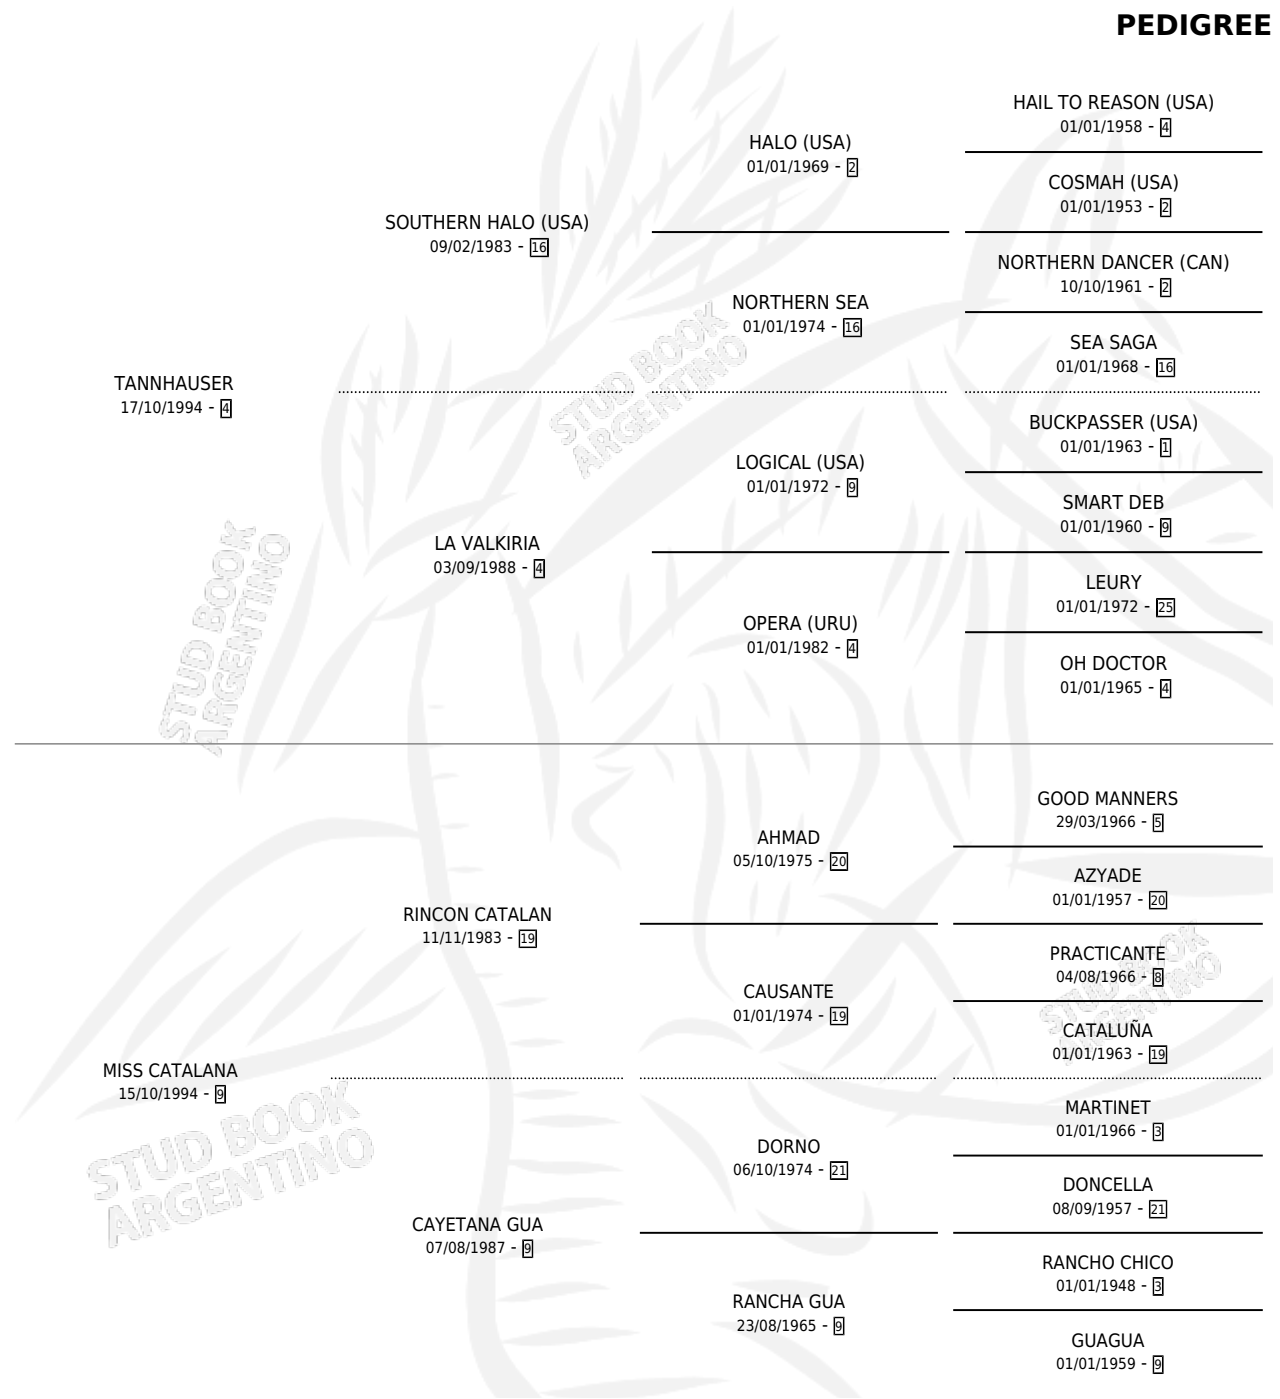 PEDIGREE
HAIL TO REASON (USA)
01/01/1958 - 4
HALO (USA)
01/01/1969 - 2
COSMAH (USA)
01/01/1953 - 2
SOUTHERN HALO (USA)
09/02/1983 - 16
NORTHERN DANCER (CAN)
10/10/1961 - 2
NORTHERN SEA
01/01/1974 - 16
SEA SAGA
01/01/1968 - 16
TANNHAUSER
17/10/1994 - 4
BUCKPASSER (USA)
01/01/1963 - 1
LOGICAL (USA)
01/01/1972 - 9
SMART DEB
01/01/1960 - 9
LA VALKIRIA
03/09/1988 - 4
LEURY
01/01/1972 - 25
OPERA (URU)
01/01/1982 - 4
OH DOCTOR
01/01/1965 - 4
GOOD MANNERS
29/03/1966 - 5
AHMAD
05/10/1975 - 20
AZYADE
01/01/1957 - 20
RINCON CATALAN
11/11/1983 - 19
PRACTICANTE
04/08/1966 - 8
CAUSANTE
01/01/1974 - 19
CATALUÑA
01/01/1963 - 19
MISS CATALANA
15/10/1994 - 9
MARTINET
01/01/1966 - 3
DORNO
06/10/1974 - 21
DONCELLA
08/09/1957 - 21
CAYETANA GUA
07/08/1987 - 9
RANCHO CHICO
01/01/1948 - 3
RANCHA GUA
23/08/1965 - 9
GUAGUA
01/01/1959 - 9
STUD BOOK
ARGENTINO
STUD BOOK
ARGENTINO
STUD BOOK
ARGENTINO
STUD BOOK
ARGENTINO